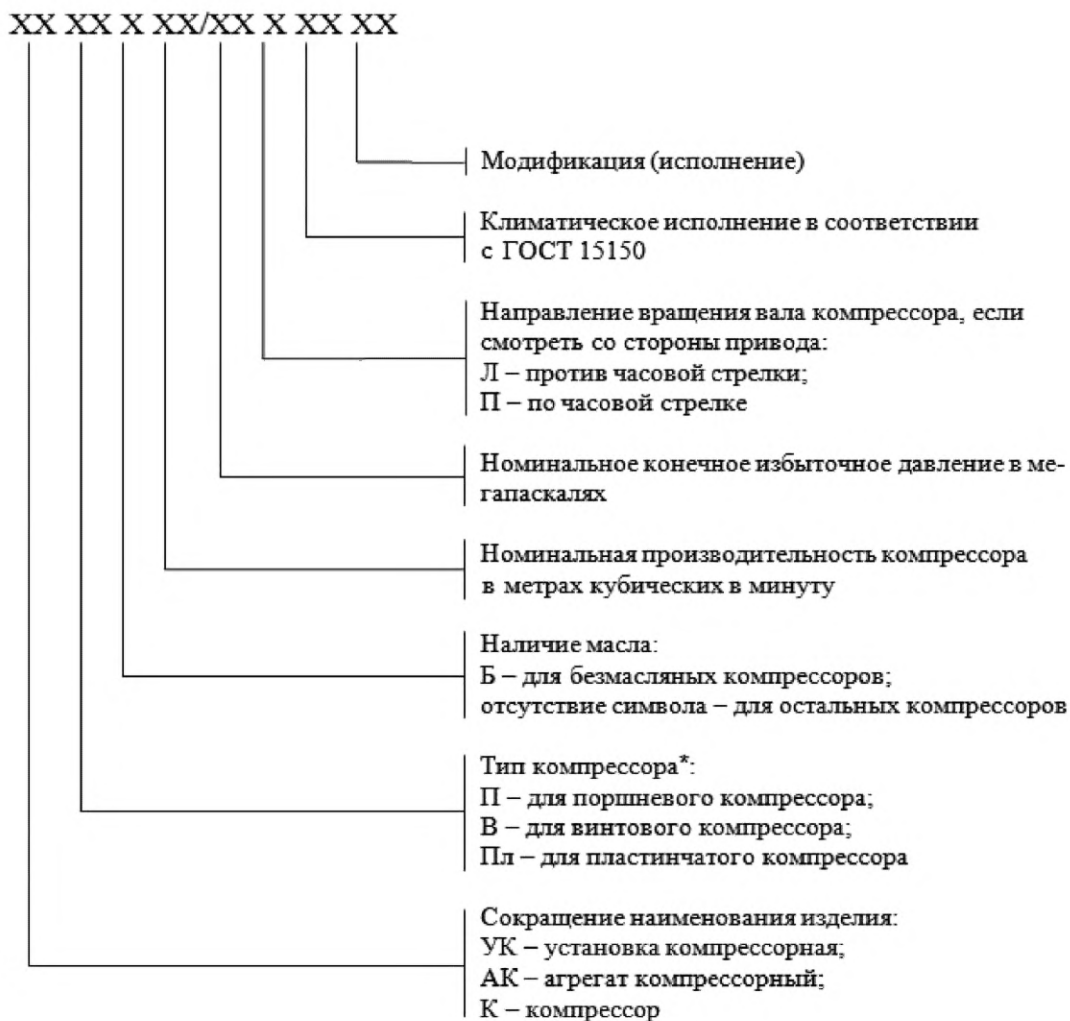 XX XX X XX/XX X XX XX
Модификация (исполнение)
Климатическое исполнение в соответствии
с ГОСТ 15150
Направление вращения вала компрессора, если
смотреть со стороны привода:
Л – против часовой стрелки;
П – по часовой стрелке
Номинальное конечное избыточное давление в ме-
гапаскалях
Номинальная производительность компрессора
в метрах кубических в минуту
Наличие масла:
Б – для безмасляных компрессоров;
отсутствие символа – для остальных компрессоров
Тип компрессора*:
П – для поршневого компрессора;
В – для винтового компрессора;
Пл – для пластинчатого компрессора
Сокращение наименования изделия:
УК – установка компрессорная;
АК – агрегат компрессорный;
К – компрессор